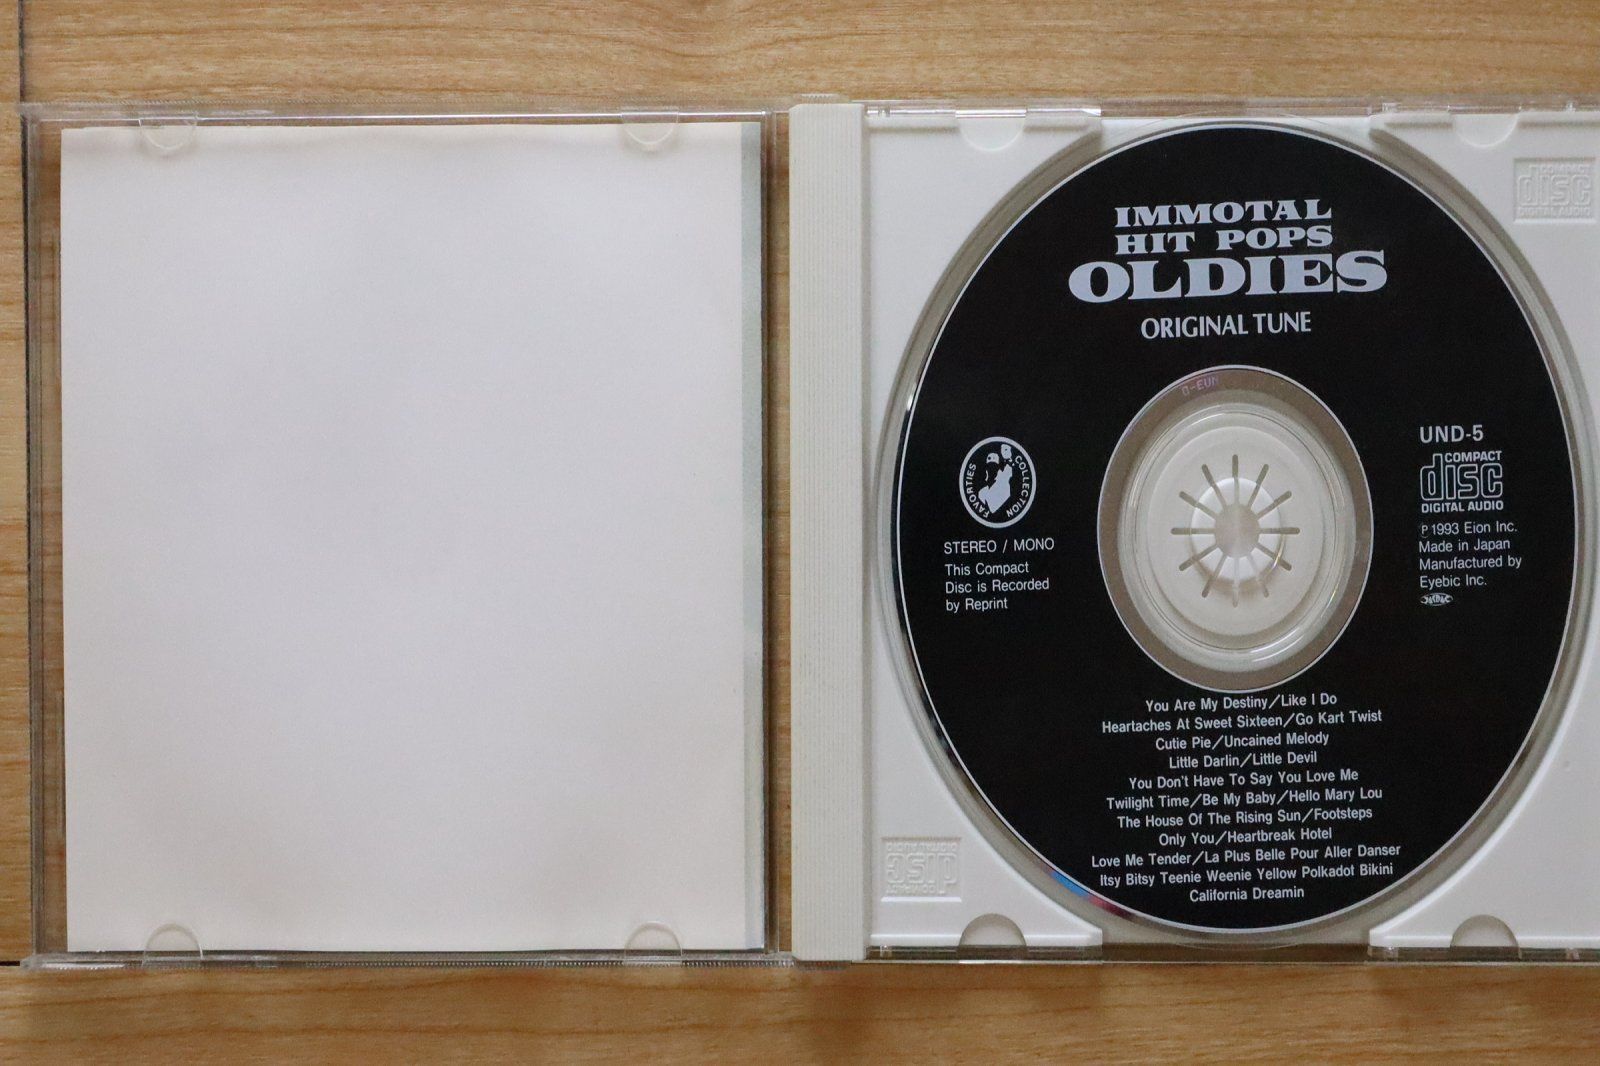 IMMOTAL
HIT POPS
OLDIES
ORIGINAL TUNE
COMPACT
disc
DIGITAL AUDIO
UND-5
COMPACT
disc
DIGITAL AUDIO
℗1993 Eion Inc.
Made in Japan
Manufactured by
Eyebic Inc.
FAVORTIES COLLECTION
STEREO / MONO
This Compact
Disc is Recorded
by Reprint
You Are My Destiny/Like I Do
Heartaches At Sweet Sixteen/Go Kart Twist
Cutie Pie/Uncained Melody
Little Darlin/Little Devil
You Don't Have To Say You Love Me
Twilight Time/Be My Baby/Hello Mary Lou
The House Of The Rising Sun/Footsteps
Only You/Heartbreak Hotel
Love Me Tender/La Plus Belle Pour Aller Danser
Itsy Bitsy Teenie Weenie Yellow Polkadot Bikini
California Dreamin
COMPACT
disc
DIGITAL AUDIO